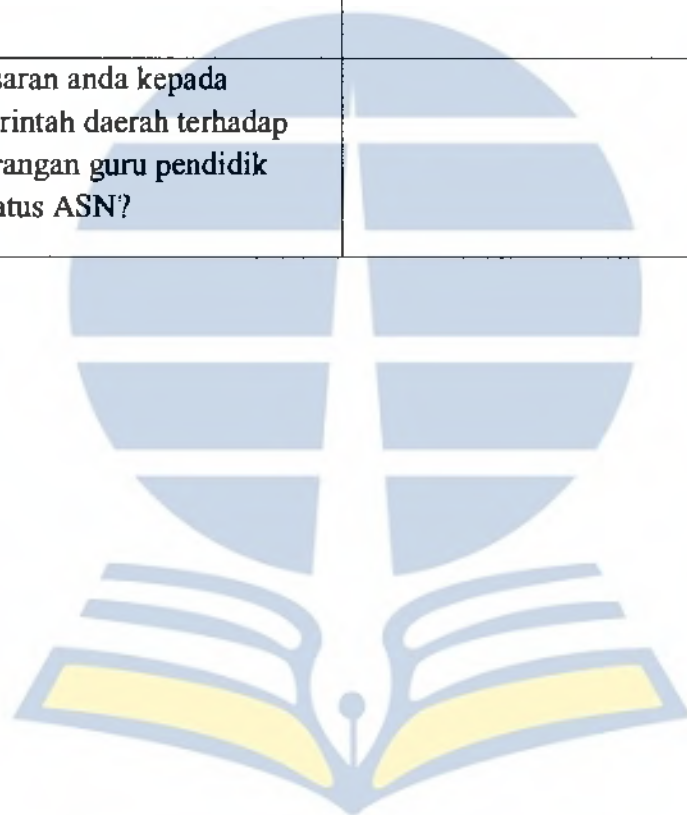 saran anda kepada
rintah daerah terhadap
rangan guru pendidik
atus ASN?